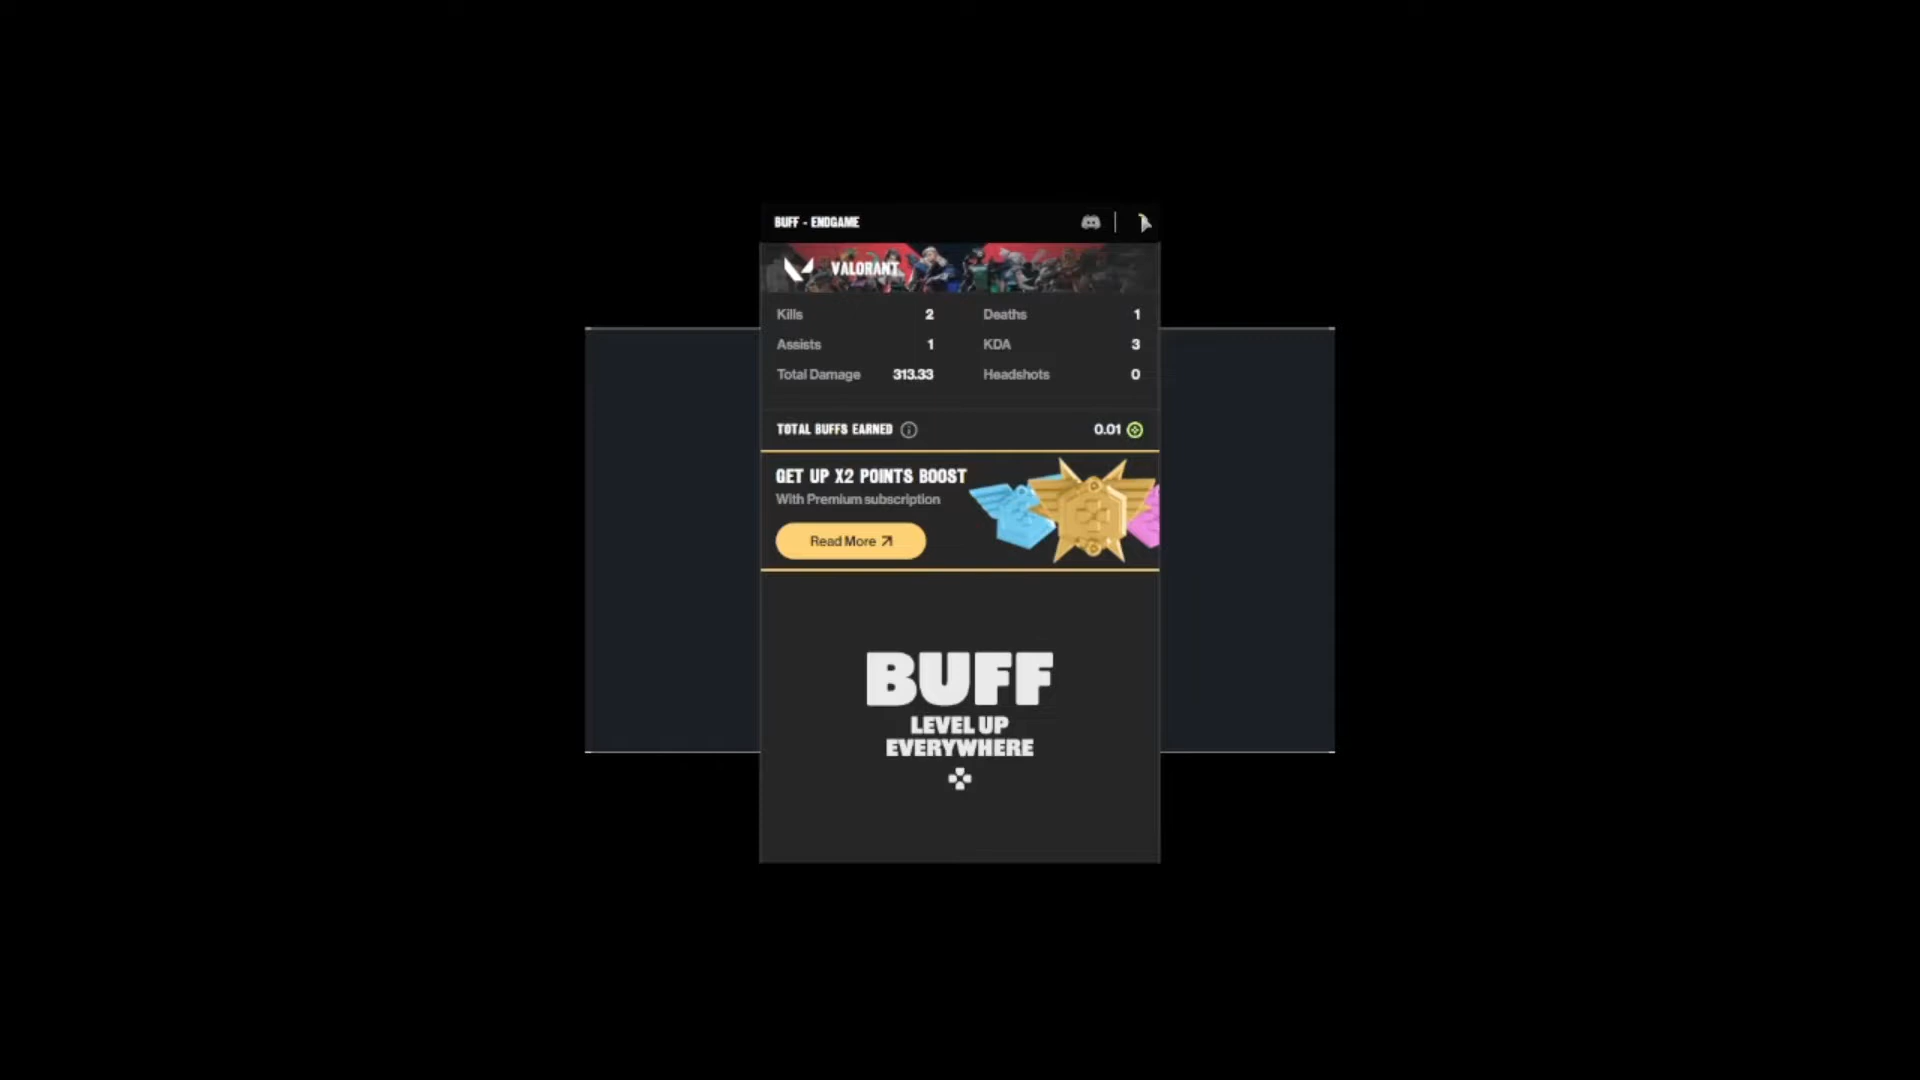 BUFF - ENDGAME
VALORANT
Kills 2 Deaths 1
Assists 1 KDA 3
Total Damage 313.33 Headshots 0
TOTAL BUFFS EARNED 0.01
GET UP X2 POINTS BOOST
With Premium subscription
Read More
BUFF
LEVEL UP
EVERYWHERE